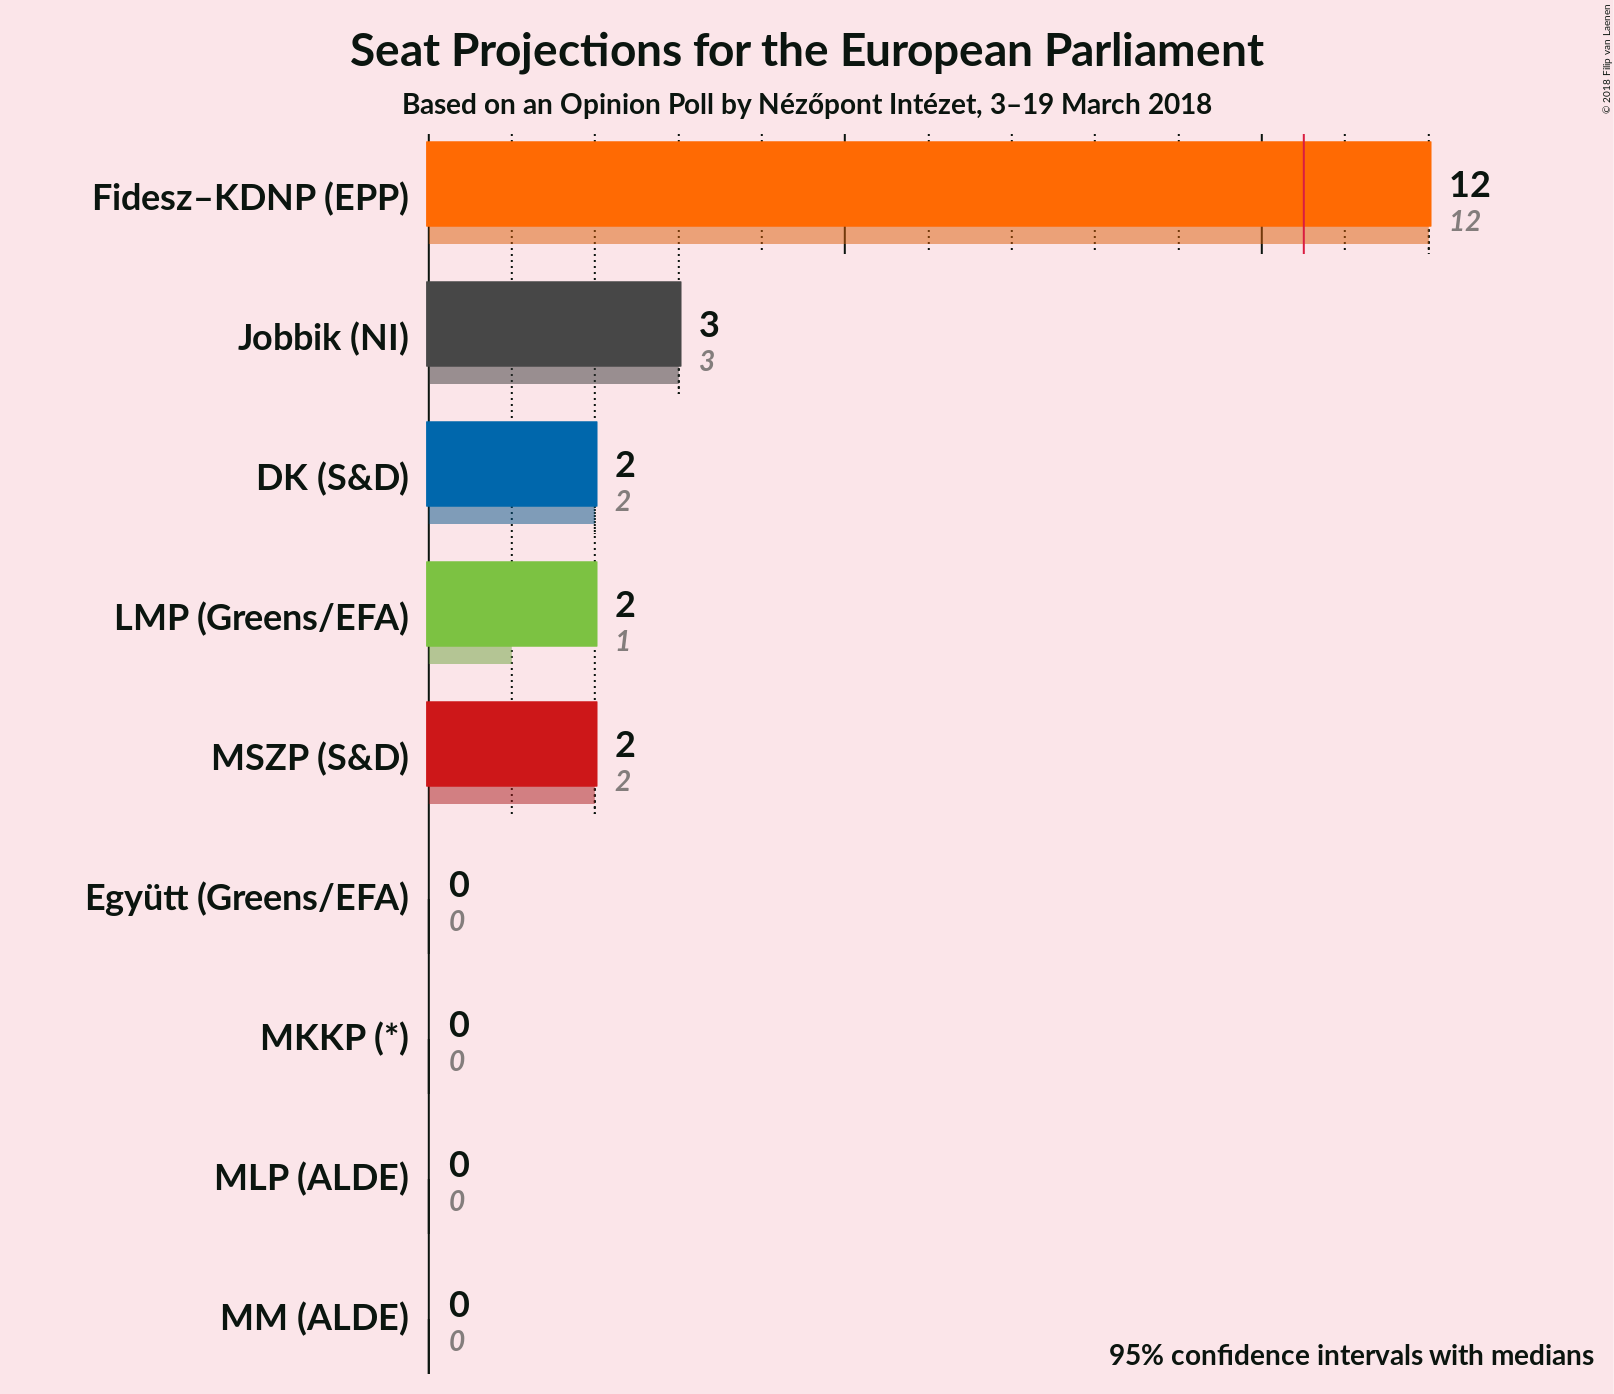 Seat Projections for the European Parliament
Based on an Opinion Poll by Nézőpont Intézet, 3–19 March 2018
© 2018 Filip van Laenen
Fidesz–KDNP (EPP)
12
12
Jobbik (NI)
3
3
DK (S&D)
2
2
LMP (Greens/EFA)
2
1
MSZP (S&D)
2
2
Együtt (Greens/EFA)
0
0
MKKP (*)
0
0
MLP (ALDE)
0
0
MM (ALDE)
0
0
95% confidence intervals with medians